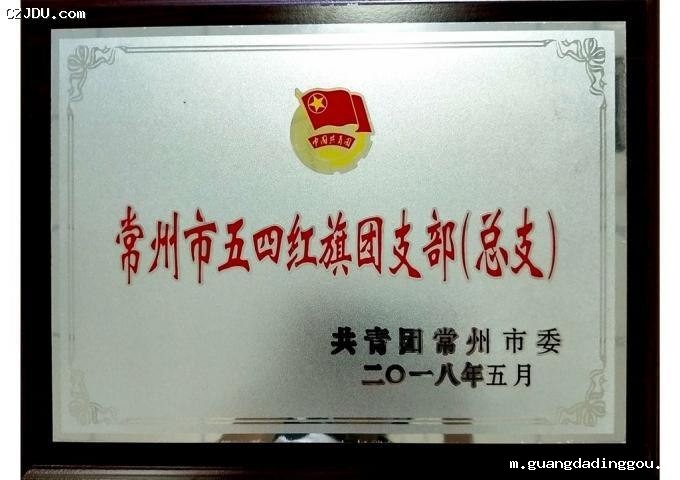 CZJDU.COM
中国共青团
常州市五四红旗团支部(总支)
共青团常州市委
二〇一八年五月
m.guangdadinggou.